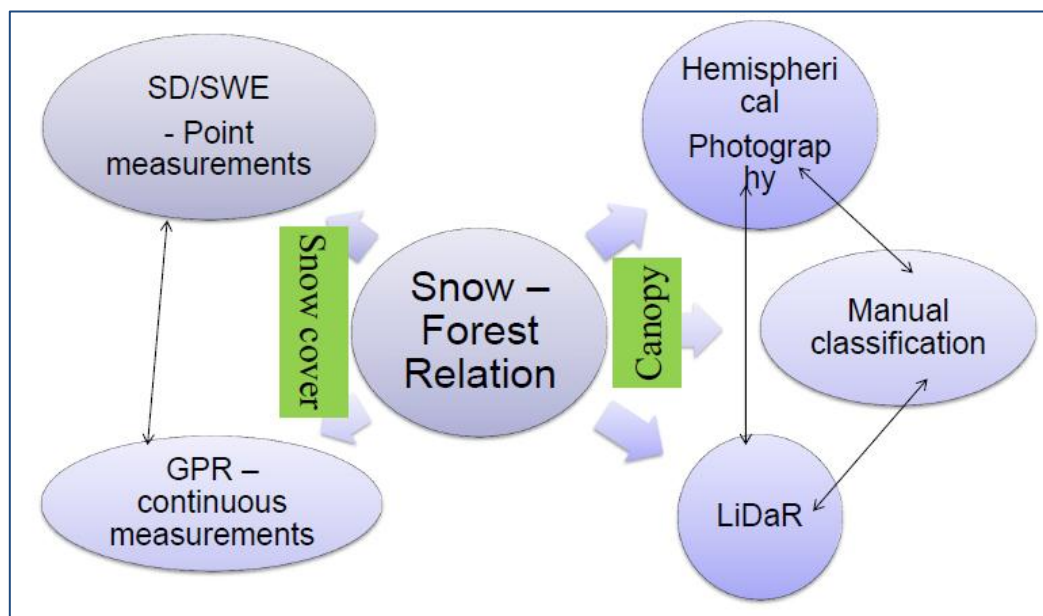 SD/SWE
- Point
measurements
Hemispheri
cal
Photograp
hy
Snow cover
Snow –
Forest
Relation
Canopy
Manual
classification
GPR –
continuous
measurements
LiDaR